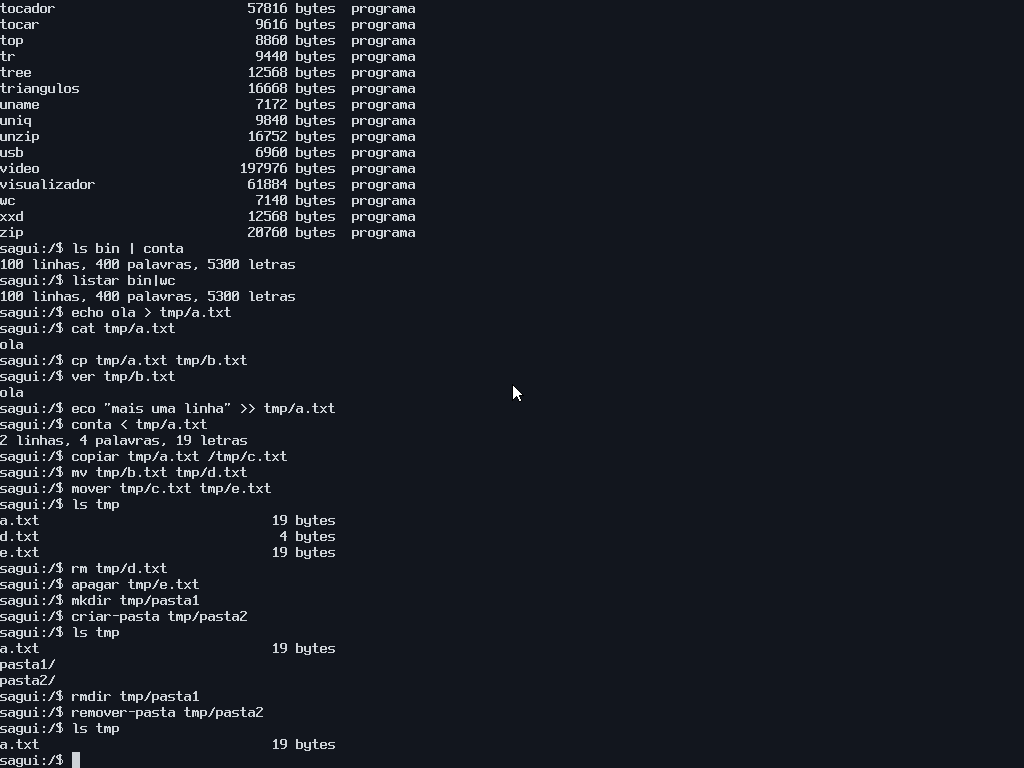 tocador                        57816 bytes  programa
tocar                           9616 bytes  programa
top                             8860 bytes  programa
tr                              9440 bytes  programa
tree                           12568 bytes  programa
triangulos                     16668 bytes  programa
uname                           7172 bytes  programa
uniq                            9840 bytes  programa
unzip                          16752 bytes  programa
usb                             6960 bytes  programa
video                         197976 bytes  programa
visualizador                   61884 bytes  programa
wc                              7140 bytes  programa
xxd                            12568 bytes  programa
zip                            20760 bytes  programa
sagui:/$ ls bin | conta
100 linhas, 400 palavras, 5300 letras
sagui:/$ listar bin|wc
100 linhas, 400 palavras, 5300 letras
sagui:/$ echo ola > tmp/a.txt
sagui:/$ cat tmp/a.txt
ola
sagui:/$ cp tmp/a.txt tmp/b.txt
sagui:/$ ver tmp/b.txt
ola
sagui:/$ eco "mais uma linha" >> tmp/a.txt
sagui:/$ conta < tmp/a.txt
2 linhas, 4 palavras, 19 letras
sagui:/$ copiar tmp/a.txt /tmp/c.txt
sagui:/$ mv tmp/b.txt tmp/d.txt
sagui:/$ mover tmp/c.txt tmp/e.txt
sagui:/$ ls tmp
a.txt                             19 bytes
d.txt                              4 bytes
e.txt                             19 bytes
sagui:/$ rm tmp/d.txt
sagui:/$ apagar tmp/e.txt
sagui:/$ mkdir tmp/pasta1
sagui:/$ criar-pasta tmp/pasta2
sagui:/$ ls tmp
a.txt                             19 bytes
pasta1/
pasta2/
sagui:/$ rmdir tmp/pasta1
sagui:/$ remover-pasta tmp/pasta2
sagui:/$ ls tmp
a.txt                             19 bytes
sagui:/$